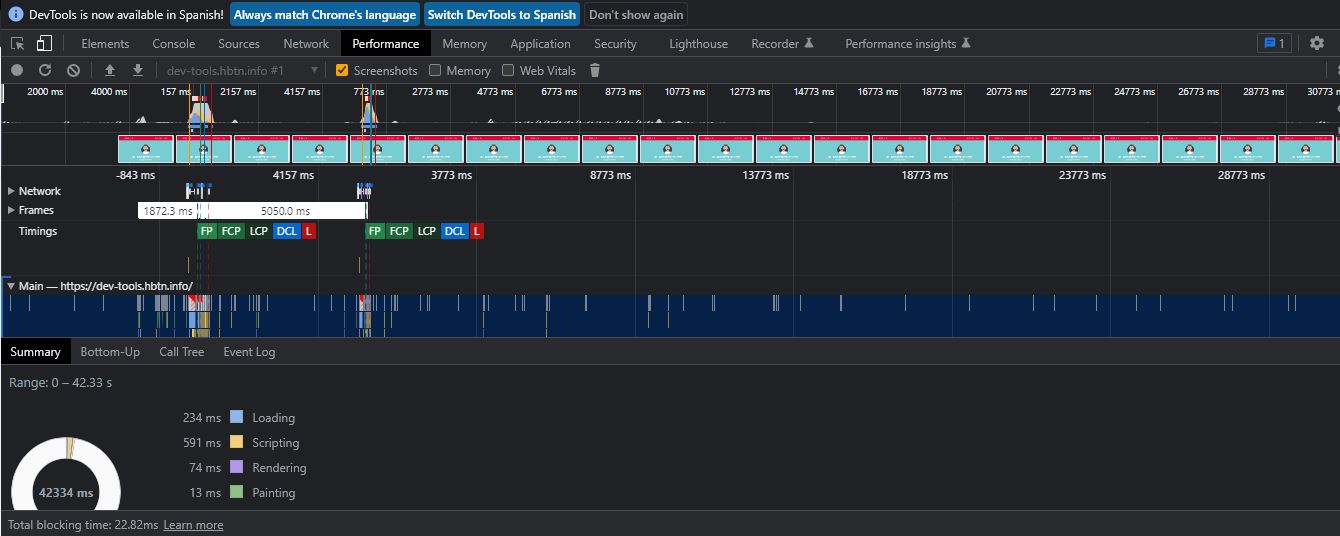 DevTools is now available in Spanish! Always match Chrome's language Switch DevTools to Spanish Don't show again
Elements Console Sources Network Performance Memory Application Security Lighthouse Recorder Performance insights 1
dev-tools.hbtn.info #1 Screenshots Memory Web Vitals
2000 ms 4000 ms 157 ms 2157 ms 4157 ms 773 ms 2773 ms 4773 ms 6773 ms 8773 ms 10773 ms 12773 ms 14773 ms 16773 ms 18773 ms 20773 ms 22773 ms 24773 ms 26773 ms 28773 ms 30773 m
-843 ms 4157 ms 3773 ms 8773 ms 13773 ms 18773 ms 23773 ms 28773 ms
Network
Frames 1872.3 ms 5050.0 ms
Timings FP FCP LCP DCL L FP FCP LCP DCL L
Main — https://dev-tools.hbtn.info/
Summary Bottom-Up Call Tree Event Log
Range: 0 – 42.33 s
234 ms Loading
591 ms Scripting
74 ms Rendering
13 ms Painting
42334 ms
Total blocking time: 22.82ms Learn more